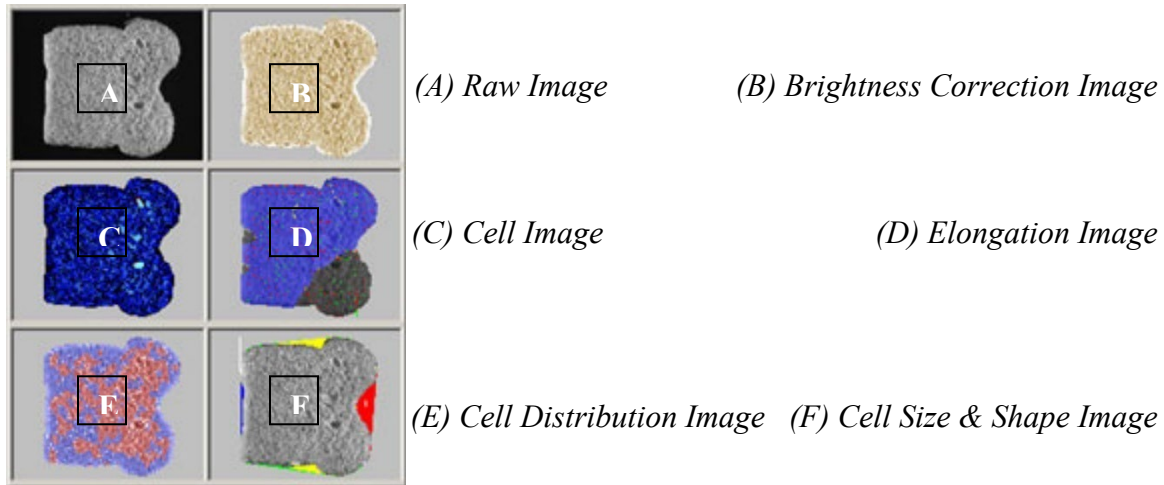 A B (A) Raw Image (B) Brightness Correction Image
C D (C) Cell Image (D) Elongation Image
E F (E) Cell Distribution Image (F) Cell Size & Shape Image